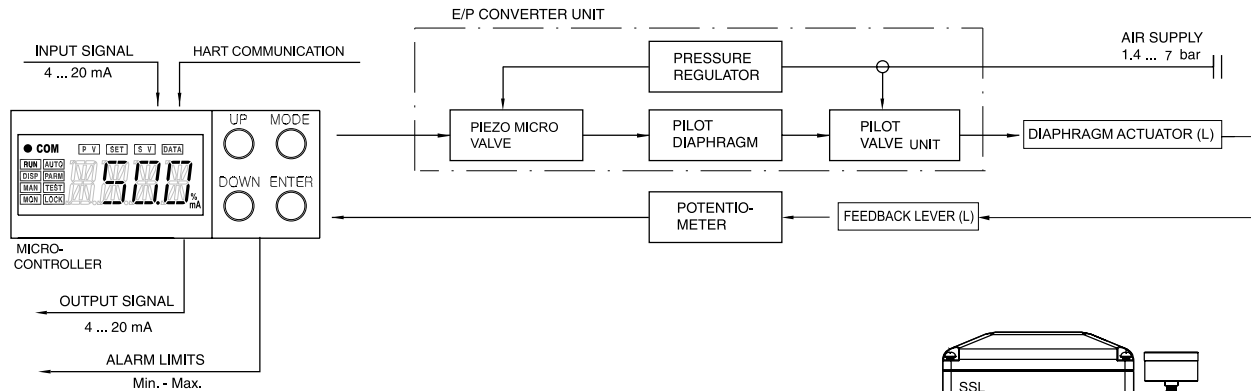 E/P CONVERTER UNIT
INPUT SIGNAL
4 ... 20 mA
HART COMMUNICATION
AIR SUPPLY
1.4 ... 7 bar
PRESSURE
REGULATOR
PIEZO MICRO
VALVE
PILOT
DIAPHRAGM
PILOT
VALVE UNIT
DIAPHRAGM ACTUATOR (L)
UP MODE
DOWN ENTER
COM P V SET S V DATA
RUN AUTO
DISP PARM
MAN TEST
MON LOCK
50.0 %
mA
POTENTIO-
METER
FEEDBACK LEVER (L)
MICRO-
CONTROLLER
OUTPUT SIGNAL
4 ... 20 mA
ALARM LIMITS
Min. - Max.
SSL